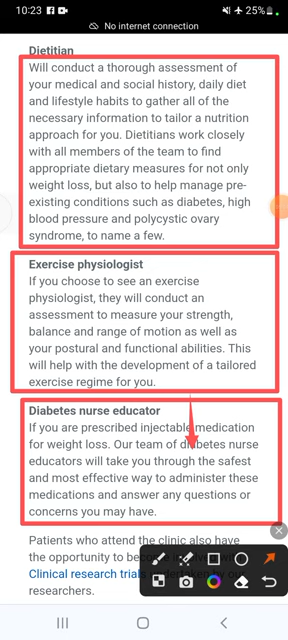 10:23
25%
No internet connection
Dietitian
Will conduct a thorough assessment of
your medical and social history, daily diet
and lifestyle habits to gather all of the
necessary information to tailor a nutrition
approach for you. Dietitians work closely
with all members of the team to find
appropriate dietary measures for not only
weight loss, but also to help manage pre-
existing conditions such as diabetes, high
blood pressure and polycystic ovary
syndrome, to name a few.
Exercise physiologist
If you choose to see an exercise
physiologist, they will conduct an
assessment to measure your strength,
balance and range of motion as well as
your postural and functional abilities. This
will help with the development of a tailored
exercise regime for you.
Diabetes nurse educator
If you are prescribed injectable medication
for weight loss. Our team of diabetes nurse
educators will take you through the safest
and most effective way to administer these
medications and answer any questions or
concerns you may have.
Patients who attend the clinic also have
the opportunity to
Clinical research trials
researchers.